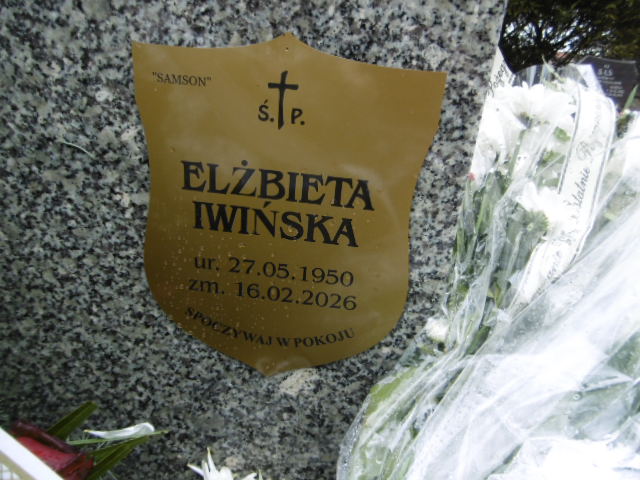 "SAMSON"
Ś. P.
ELŻBIETA
IWIŃSKA
ur. 27.05.1950
zm. 16.02.2026
SPOCZYWAJ W POKOJU